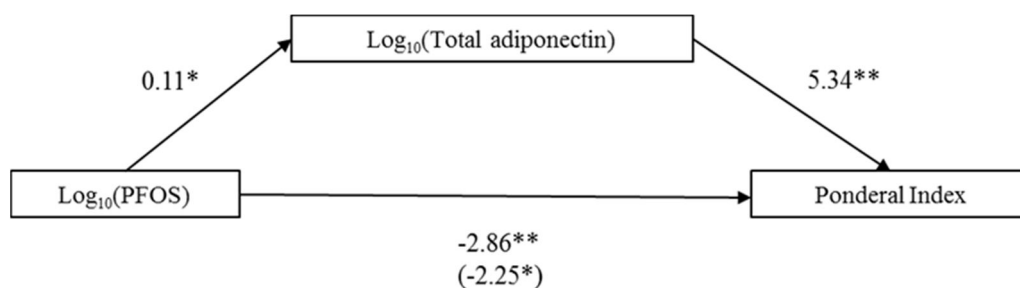 Log₁₀(Total adiponectin)
0.11*
5.34**
Log₁₀(PFOS)
Ponderal Index
-2.86**
(-2.25*)